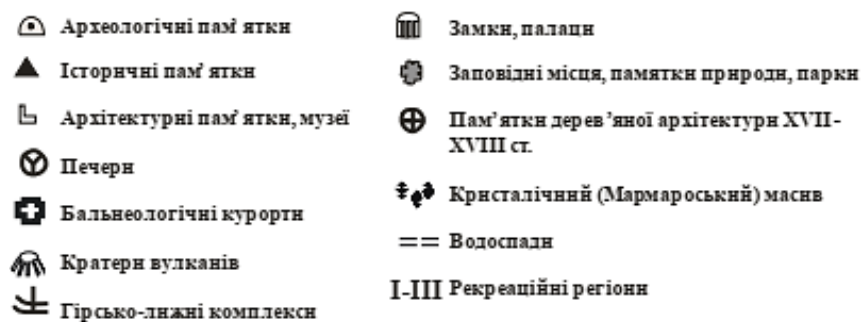 Археологічні пам'ятки
Історичні пам'ятки
Архітектурні пам'ятки, музеї
Печери
Бальнеологічні курорти
Кратери вулканів
Гірсько-лижні комплекси
Замки, палаци
Заповідні місця, памятки природи, парки
Пам'ятки дерев'яної архітектури XVII-
XVIII ст.
Кристалічний (Мармароський) масив
Водоспади
I-III Рекреаційні регіони